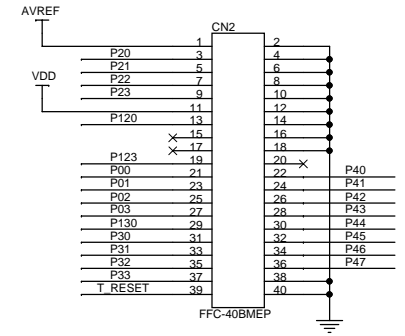 AVREF
CN2
1 2
P20 3 4
P21 5 6
VDD P22 7 8
P23 9 10
11 12
P120 13 14
15 16
17 18
P123 19 20
P00 21 22 P40
P01 23 24 P41
P02 25 26 P42
P03 27 28 P43
P130 29 30 P44
P30 31 32 P45
P31 33 34 P46
P32 35 36 P47
P33 37 38
T_RESET 39 40
FFC-40BMEP